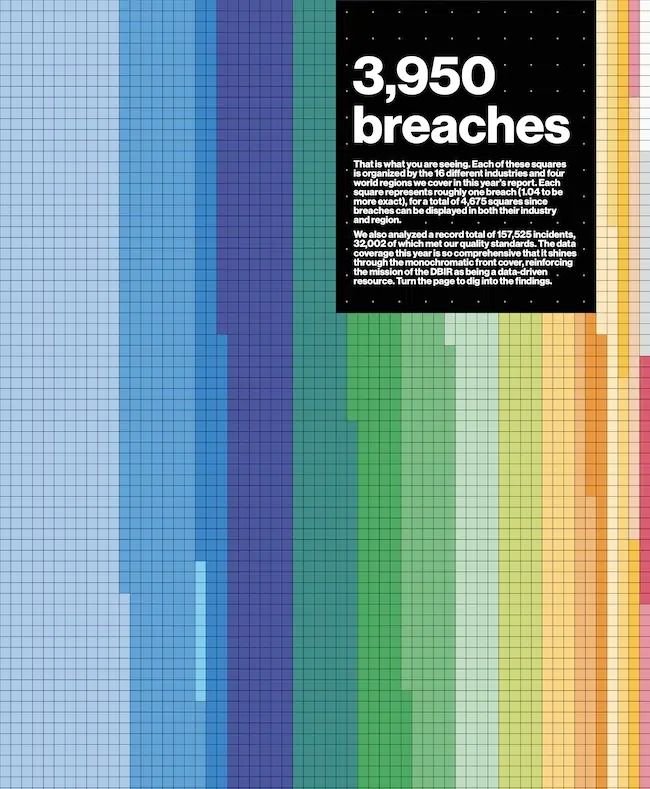 3,950
breaches
That is what you are seeing. Each of these squares
is organized by the 16 different industries and four
world regions we cover in this year's report. Each
square represents roughly one breach (1.04 to be
more exact), for a total of 4,675 squares since
breaches can be displayed in both their industry
and region.
We also analyzed a record total of 157,525 incidents,
32,002 of which met our quality standards. The data
coverage this year is so comprehensive that it shines
through the monochromatic front cover, reinforcing
the mission of the DBIR as being a data-driven
resource. Turn the page to dig into the findings.